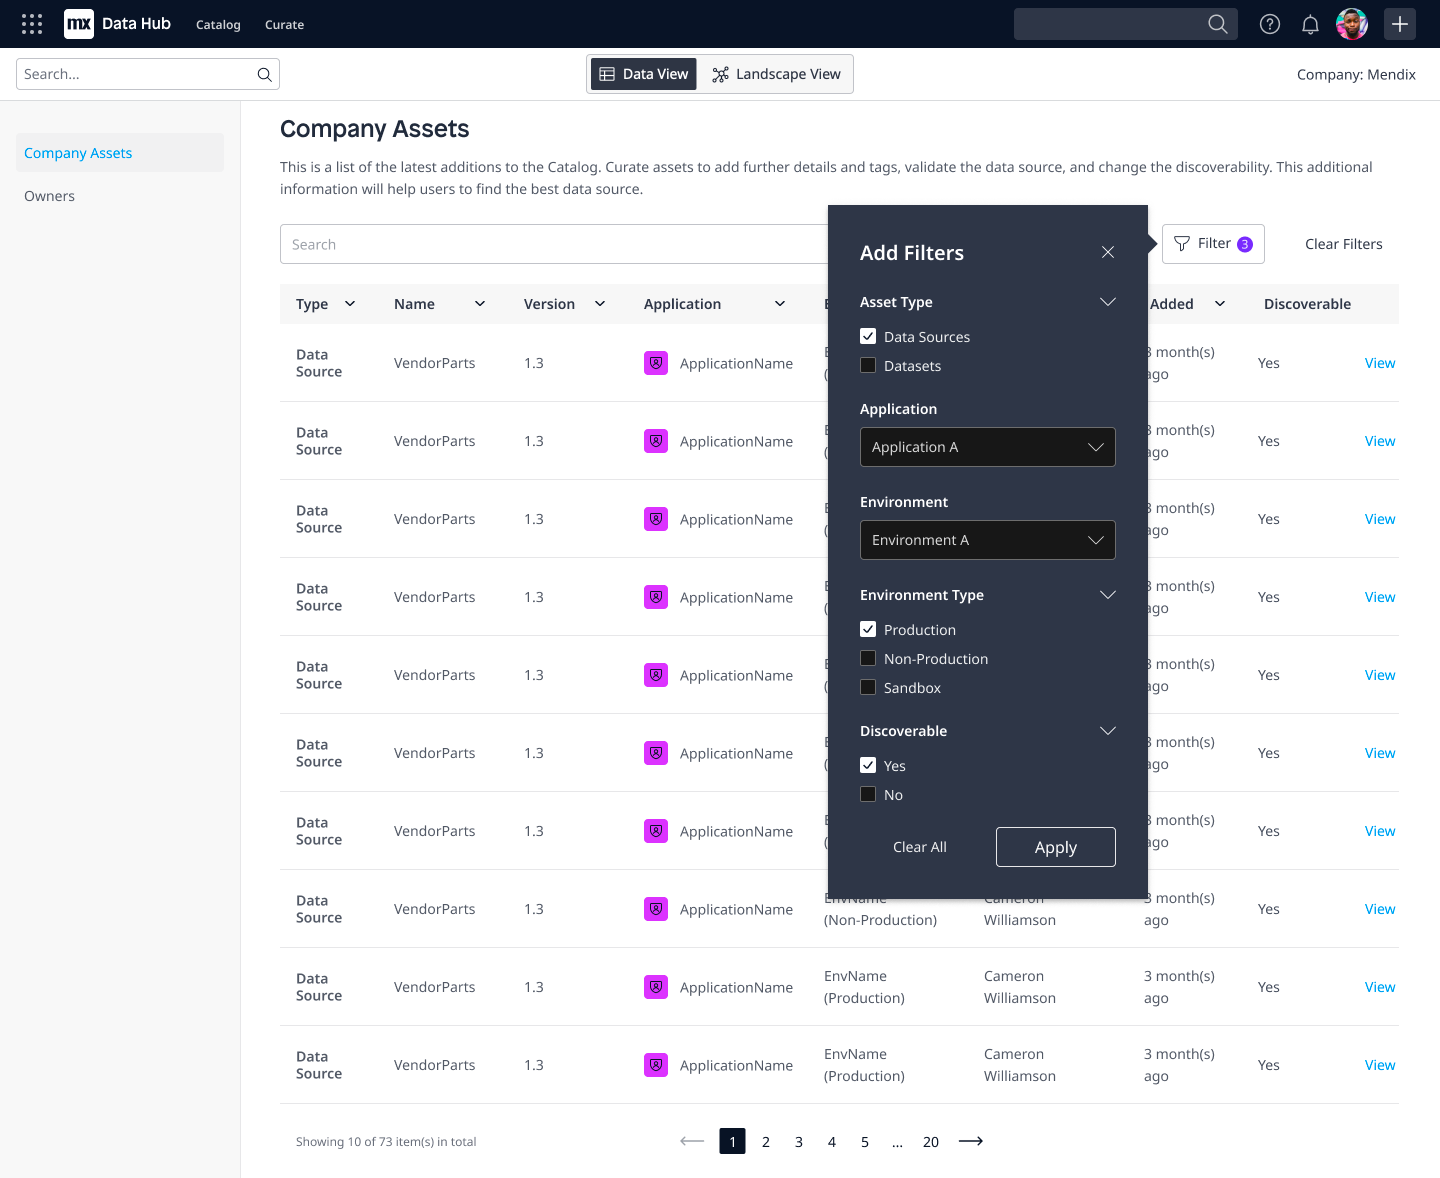 mx Data Hub Catalog Curate
Search...
Data View Landscape View
Company: Mendix
Company Assets
Owners
Company Assets
This is a list of the latest additions to the Catalog. Curate assets to add further details and tags, validate the data source, and change the discoverability. This additional
information will help users to find the best data source.
Search
Filter 3
Clear Filters
Type Name Version Application Added Discoverable
Data
Source
VendorParts 1.3 ApplicationName
3 month(s)
ago
Yes View
Data
Source
VendorParts 1.3 ApplicationName
3 month(s)
ago
Yes View
Data
Source
VendorParts 1.3 ApplicationName
3 month(s)
ago
Yes View
Data
Source
VendorParts 1.3 ApplicationName
3 month(s)
ago
Yes View
Data
Source
VendorParts 1.3 ApplicationName
3 month(s)
ago
Yes View
Data
Source
VendorParts 1.3 ApplicationName
3 month(s)
ago
Yes View
Data
Source
VendorParts 1.3 ApplicationName
3 month(s)
ago
Yes View
Data
Source
VendorParts 1.3 ApplicationName
EnvName
(Non-Production)
Cameron
Williamson
3 month(s)
ago
Yes View
Data
Source
VendorParts 1.3 ApplicationName
EnvName
(Production)
Cameron
Williamson
3 month(s)
ago
Yes View
Data
Source
VendorParts 1.3 ApplicationName
EnvName
(Production)
Cameron
Williamson
3 month(s)
ago
Yes View
Add Filters
Asset Type
Data Sources
Datasets
Application
Application A
Environment
Environment A
Environment Type
Production
Non-Production
Sandbox
Discoverable
Yes
No
Clear All Apply
Showing 10 of 73 item(s) in total
1 2 3 4 5 ... 20